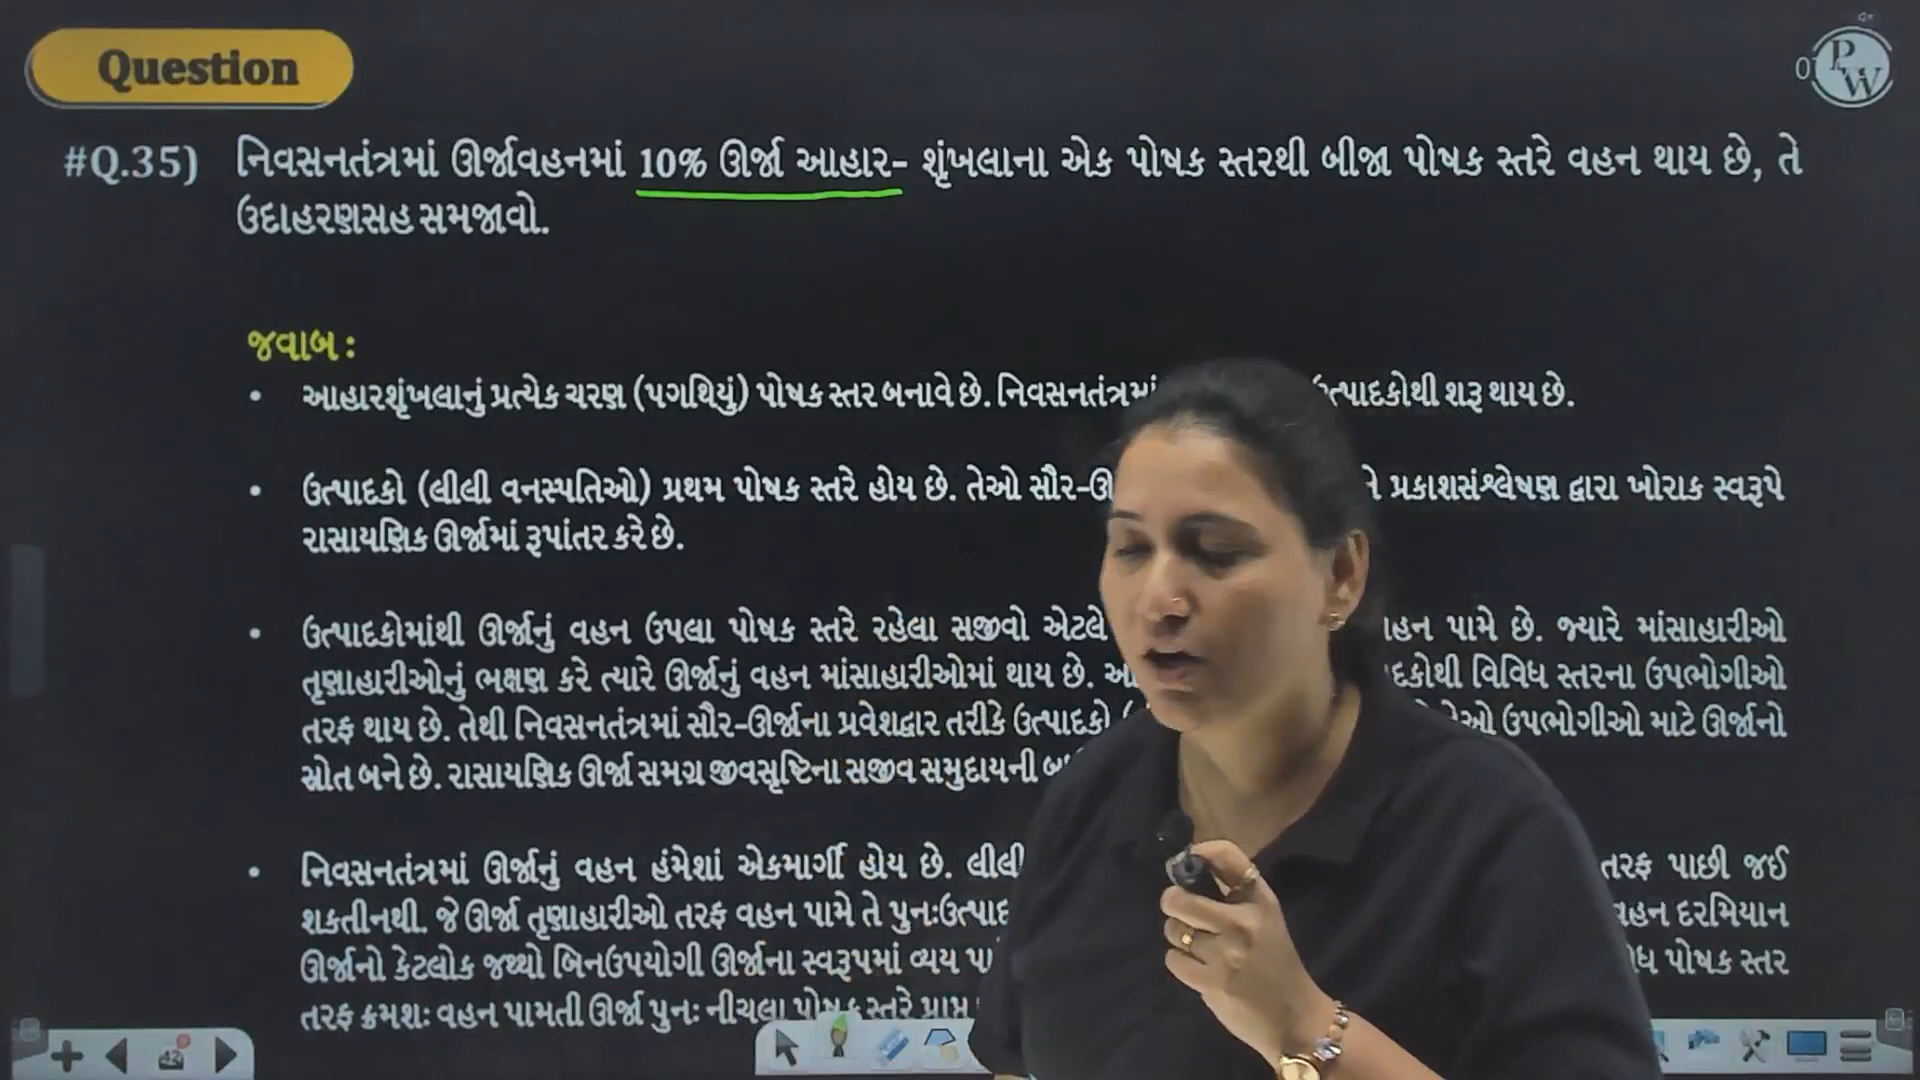 Question
#Q.35) નિવસનતંત્રમાં ઊર્જાવહનમાં 10% ઊર્જા આહાર- શૃંખલાના એક પોષક સ્તરથી બીજા પોષક સ્તરે વહન થાય છે, તે
ઉદાહરણસહ સમજાવો.
જવાબ :
• આહારશૃંખલાનું પ્રત્યેક ચરણ (પગથિયું) પોષક સ્તર બનાવે છે. નિવસનતંત્રમાં શરૂ થાય છે.
• ઉત્પાદકો (લીલી વનસ્પતિઓ) પ્રથમ પોષક સ્તરે હોય છે. તેઓ પ્રકાશસંશ્લેષણ દ્વારા ખોરાક સ્વરૂપે
રાસાયણિક ઊર્જામાં રૂપાંતર કરે છે.
• ઉત્પાદકોમાંથી ઊર્જાનું વહન ઉપલા પોષક સ્તરે રહેલા સજીવો એટલે પામે છે. જ્યારે માંસાહારીઓ
તૃણાહારીઓનું ભક્ષણ કરે ત્યારે ઊર્જાનું વહન માંસાહારીઓમાં થાય છે. વિવિધ સ્તરના ઉપભોગીઓ
તરફ થાય છે. તેથી નિવસનતંત્રમાં સૌર-ઊર્જાના પ્રવેશદ્વાર તરીકે ઉત્પાદકો ઉપભોગીઓ માટે ઊર્જાનો
સ્રોત બને છે. રાસાયણિક ઊર્જા સમગ્ર જીવસૃષ્ટિના સજીવ સમુદાયની
• નિવસનતંત્રમાં ઊર્જાનું વહન હંમેશાં એકમાર્ગી હોય છે. લીલી તરફ પાછી જઈ
શકતીનથી. જે ઊર્જા તૃણાહારીઓ તરફ વહન પામે તે દરમિયાન
ઊર્જાનો કેટલોક જથ્થો બિનઉપયોગી ઊર્જાના સ્વરૂપમાં વ્યય પોષક સ્તર
તરફ ક્રમશઃ વહન પામતી ઊર્જા પુનઃ નીચલા પોષક સ્તરે
PW
42